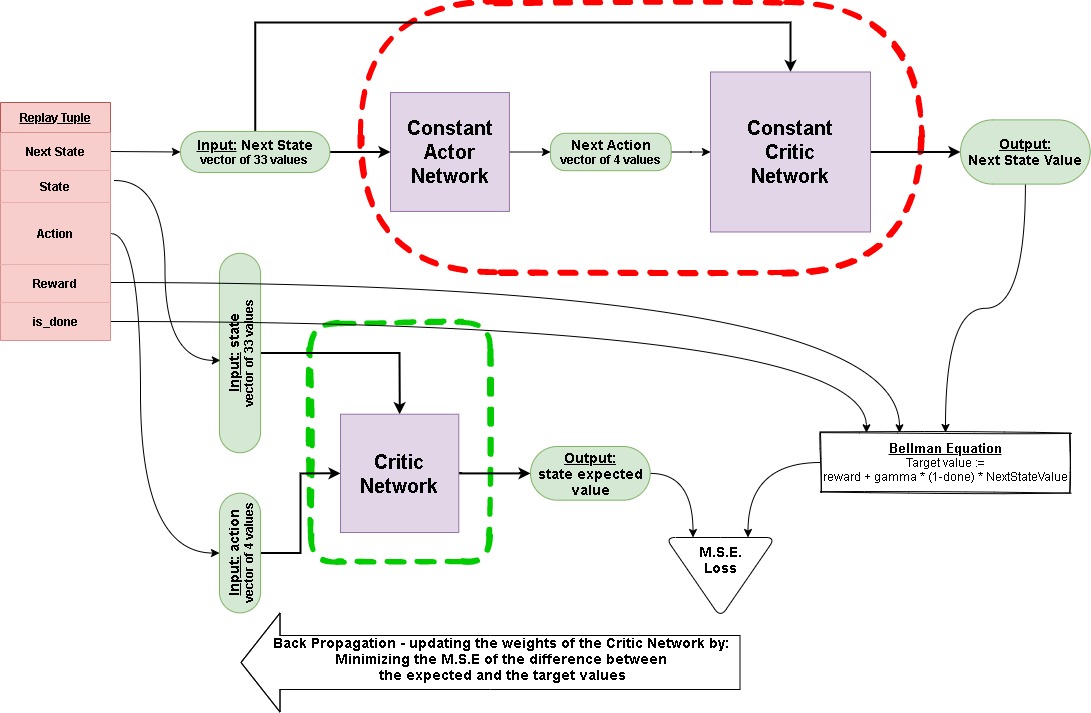 Replay Tuple
Next State
State
Action
Reward
is_done
Input: Next State
vector of 33 values
Constant
Actor
Network
Next Action
vector of 4 values
Constant
Critic
Network
Output:
Next State Value
Input: state
vector of 33 values
Input: action
vector of 4 values
Critic
Network
Output:
state expected
value
Bellman Equation
Target value :=
reward + gamma * (1-done) * NextStateValue
M.S.E.
Loss
Back Propagation - updating the weights of the Critic Network by:
Minimizing the M.S.E of the difference between
the expected and the target values